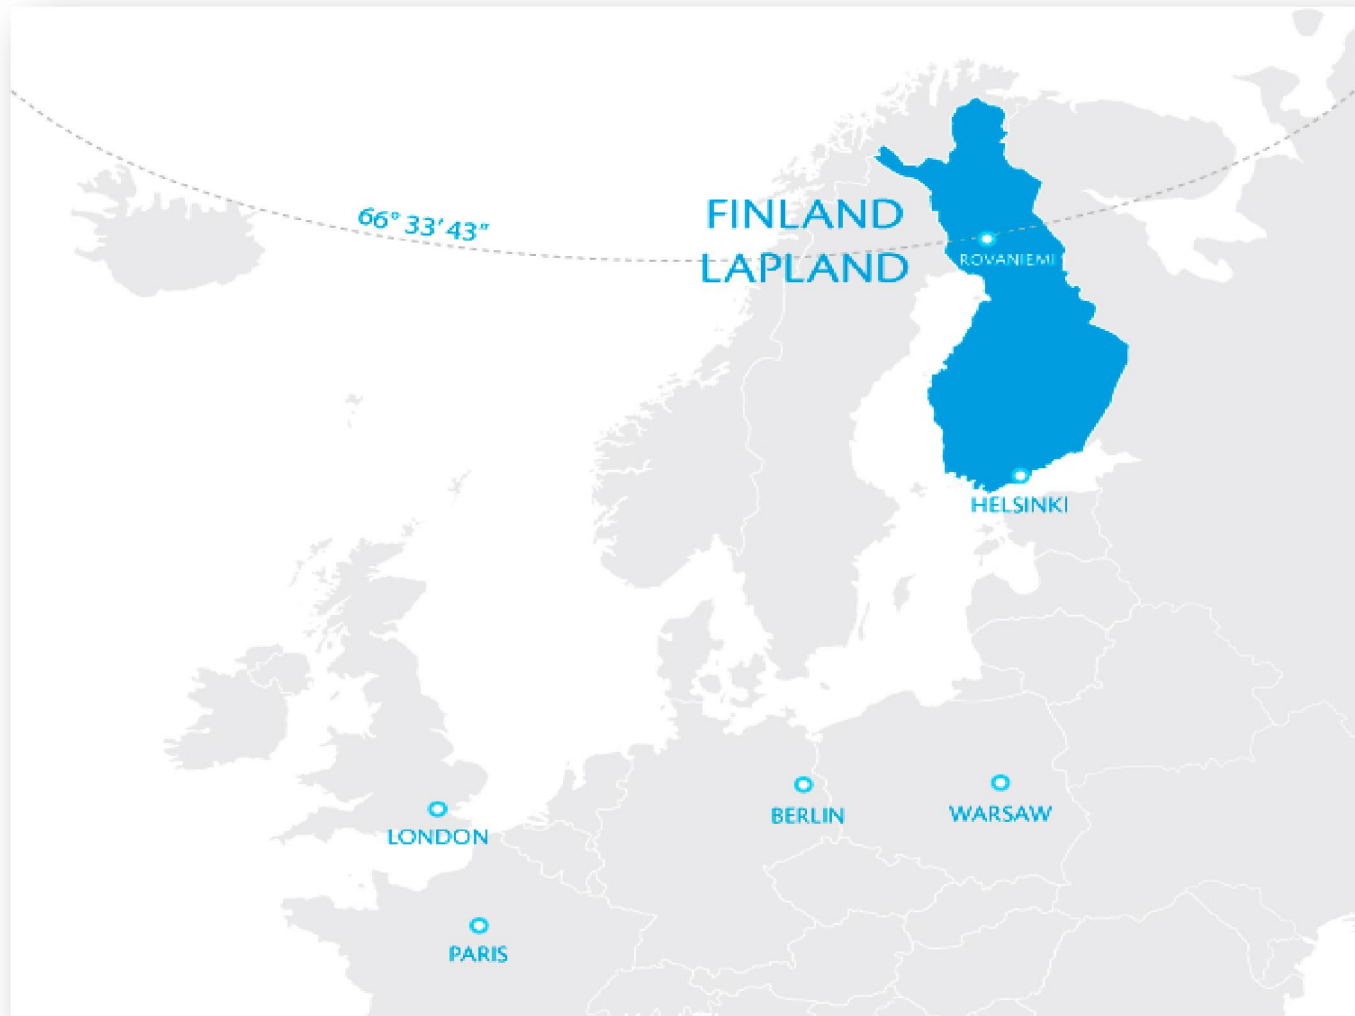 66° 33’ 43”
FINLAND
LAPLAND
ROVANIEMI
HELSINKI
BERLIN
WARSAW
LONDON
PARIS